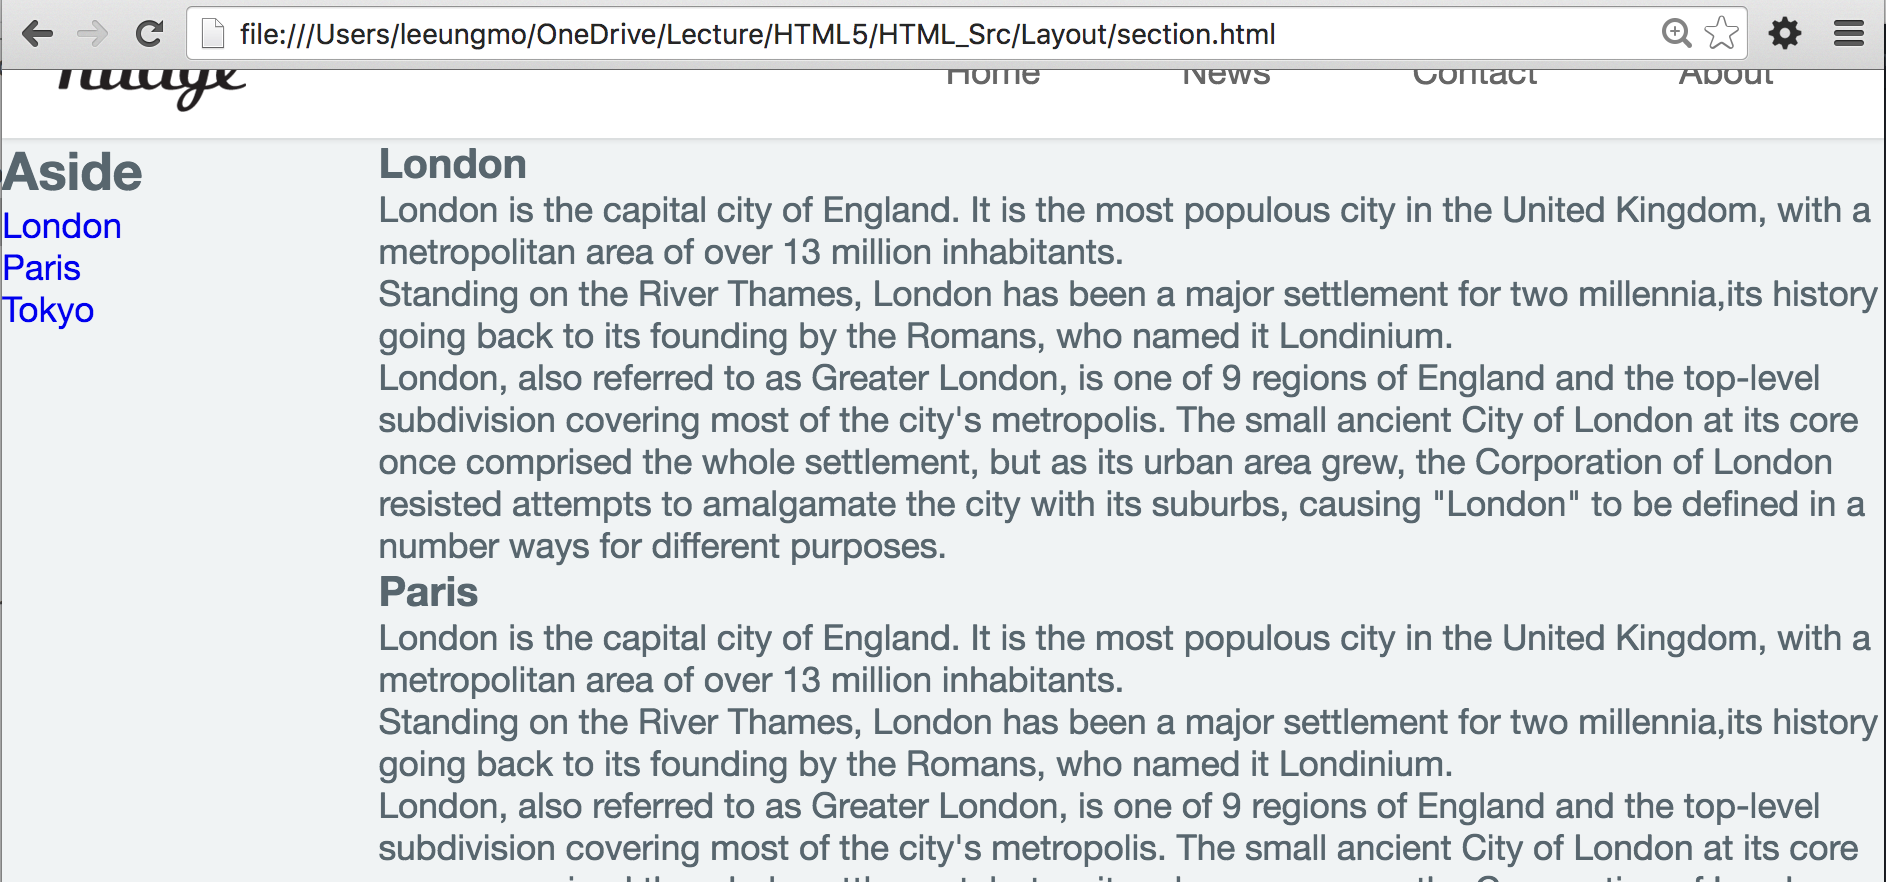 file:///Users/leeungmo/OneDrive/Lecture/HTML5/HTML_Src/Layout/section.html
nuage
Home News Contact About
Aside
London
Paris
Tokyo
London
London is the capital city of England. It is the most populous city in the United Kingdom, with a
metropolitan area of over 13 million inhabitants.
Standing on the River Thames, London has been a major settlement for two millennia,its history
going back to its founding by the Romans, who named it Londinium.
London, also referred to as Greater London, is one of 9 regions of England and the top-level
subdivision covering most of the city's metropolis. The small ancient City of London at its core
once comprised the whole settlement, but as its urban area grew, the Corporation of London
resisted attempts to amalgamate the city with its suburbs, causing "London" to be defined in a
number ways for different purposes.
Paris
London is the capital city of England. It is the most populous city in the United Kingdom, with a
metropolitan area of over 13 million inhabitants.
Standing on the River Thames, London has been a major settlement for two millennia,its history
going back to its founding by the Romans, who named it Londinium.
London, also referred to as Greater London, is one of 9 regions of England and the top-level
subdivision covering most of the city's metropolis. The small ancient City of London at its core